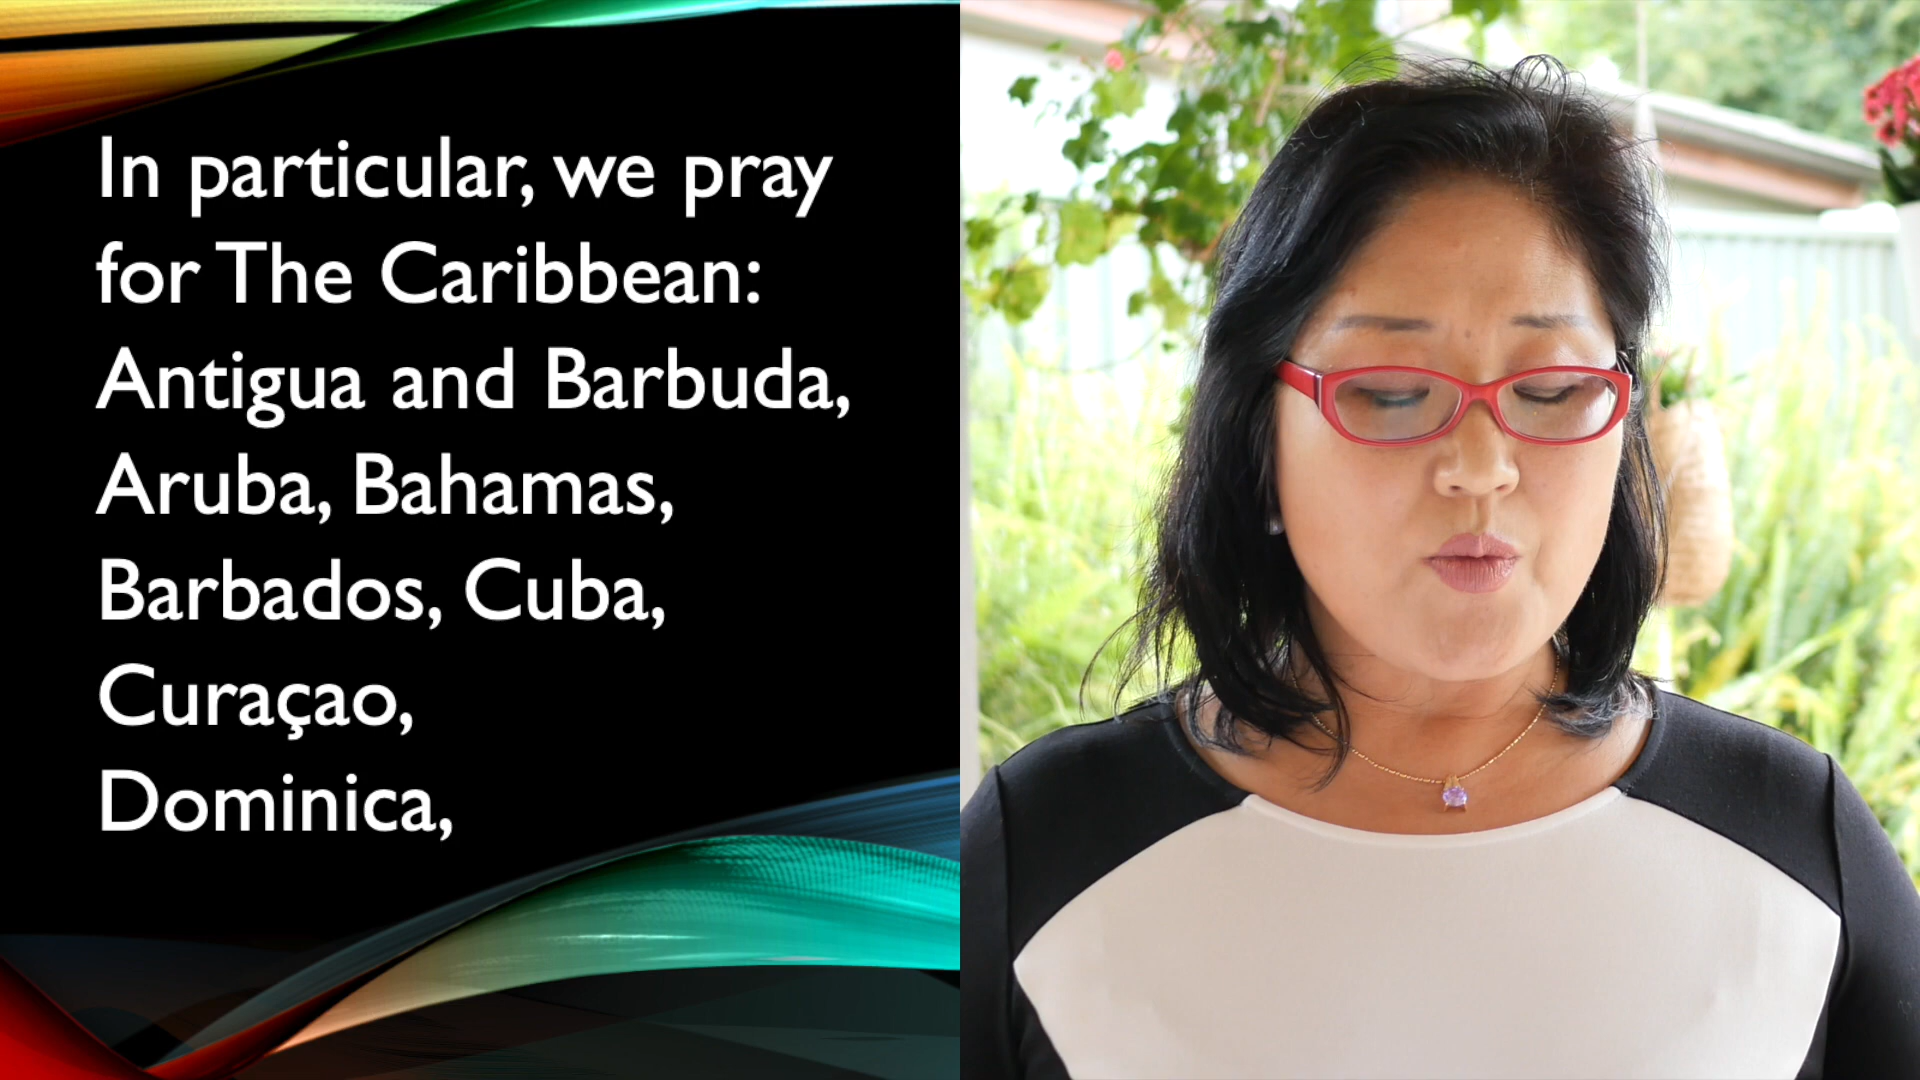 In particular, we pray
for The Caribbean:
Antigua and Barbuda,
Aruba, Bahamas,
Barbados, Cuba,
Curaçao,
Dominica,